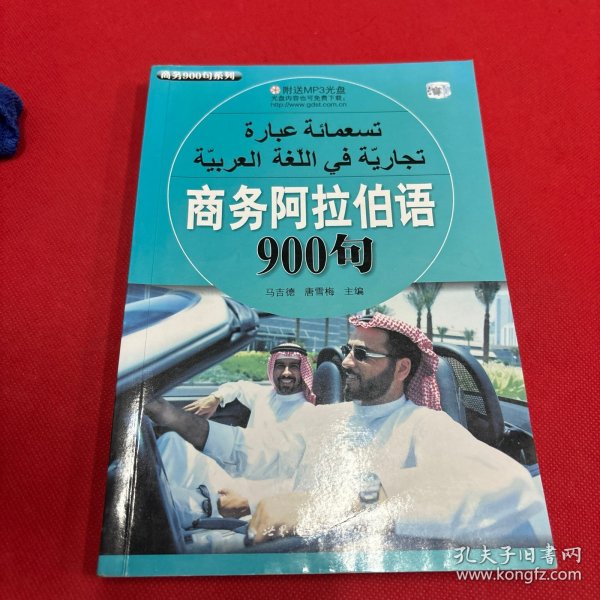 商务900句系列
附送MP3光盘
光盘内容也可免费下载:
http://www.gdst.com.cn
تسعمائة عبارة
تجاريّة في اللّغة العربيّة
商务阿拉伯语
900句
马吉德 唐雪梅 主编
孔夫子旧书网
www.kongfz.com